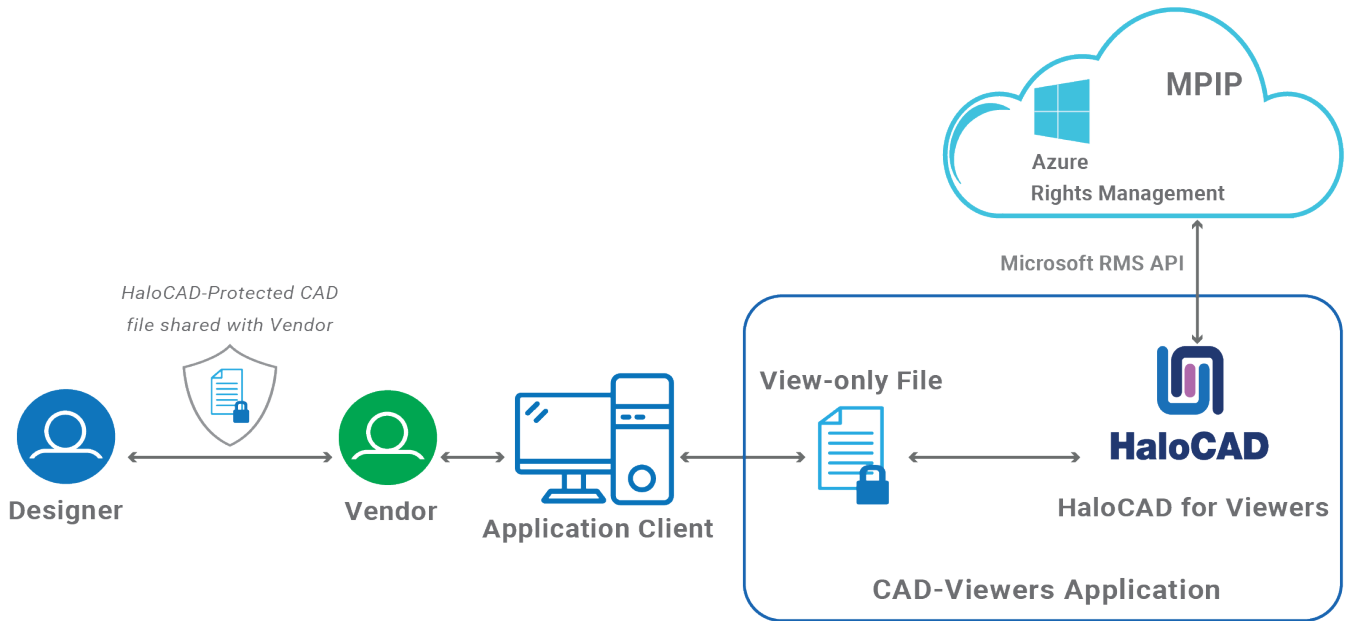 MPIP
Azure
Rights Management
Microsoft RMS API
HaloCAD-Protected CAD
file shared with Vendor
View-only File
HaloCAD
HaloCAD for Viewers
Designer
Vendor
Application Client
CAD-Viewers Application